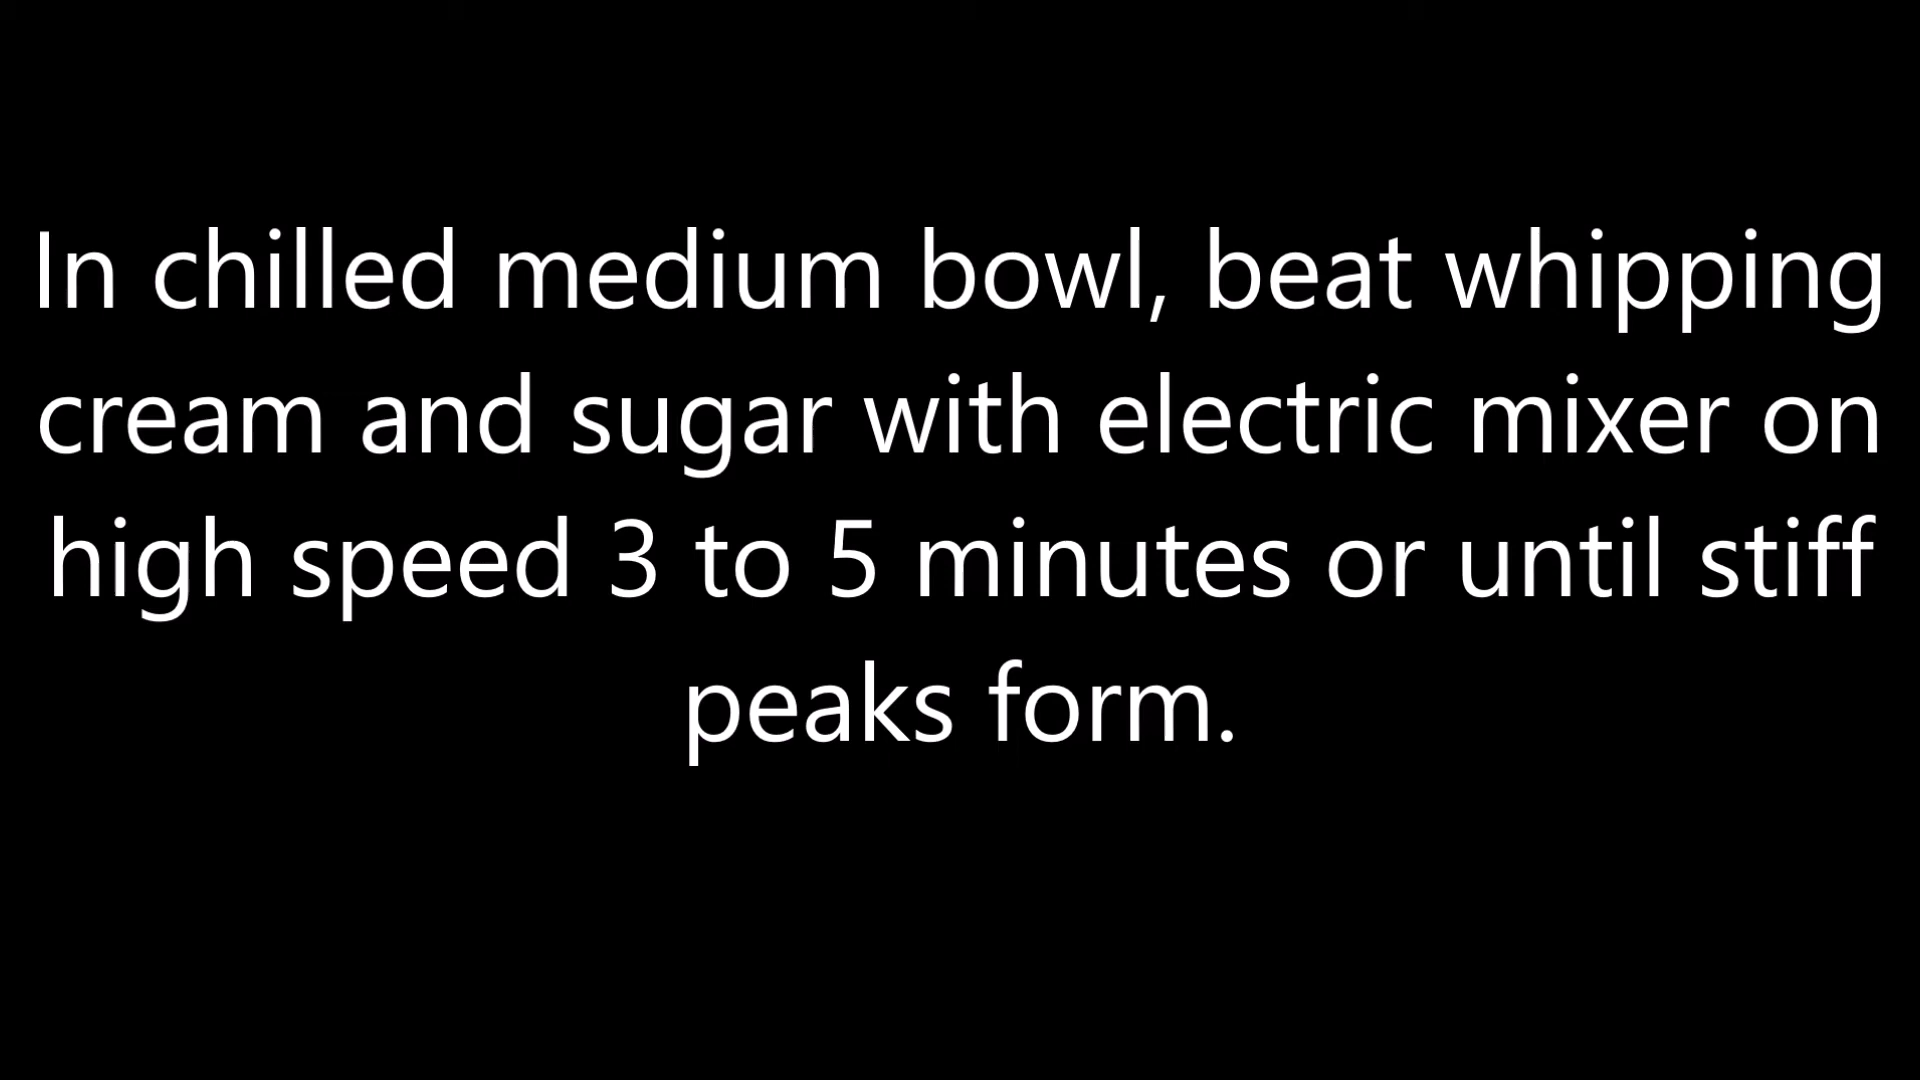 In chilled medium bowl, beat whipping
cream and sugar with electric mixer on
high speed 3 to 5 minutes or until stiff
peaks form.